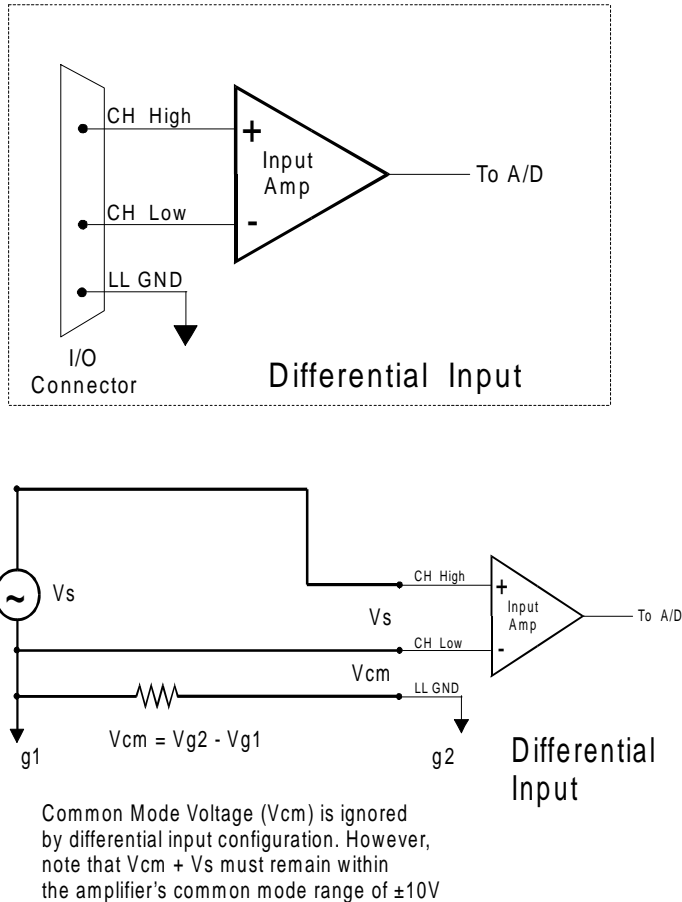 CH High
+
Input
Amp
To A/D
CH Low
-
LL GND
I/O
Connector
Differential Input
~
Vs
CH High
+
Input
Amp
To A/D
Vs
CH Low
-
Vcm
LL GND
Vcm = Vg2 - Vg1
g1
g2
Differential
Input
Common Mode Voltage (Vcm) is ignored
by differential input configuration. However,
note that Vcm + Vs must remain within
the amplifier's common mode range of ±10V